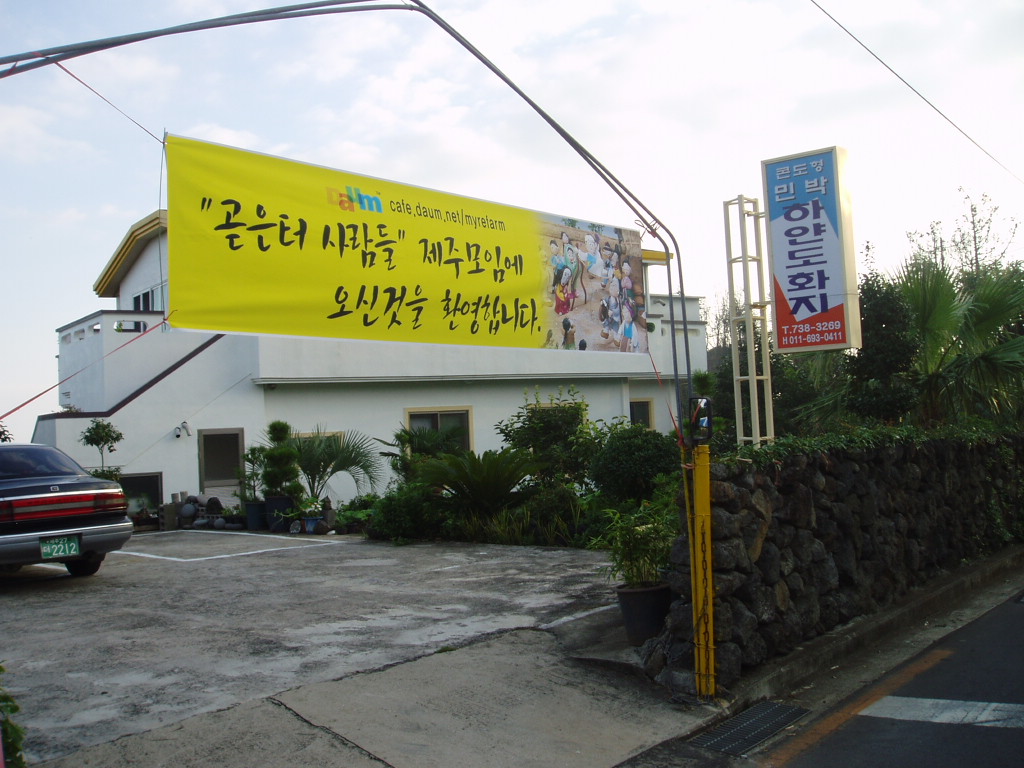 Daum cafe.daum.net/myrefarm
"곧은터 사람들" 제주모임에
오신것을 환영합니다.
콘도형
민박
하얀도화지
T.738-3269
H 011-693-0411
2212